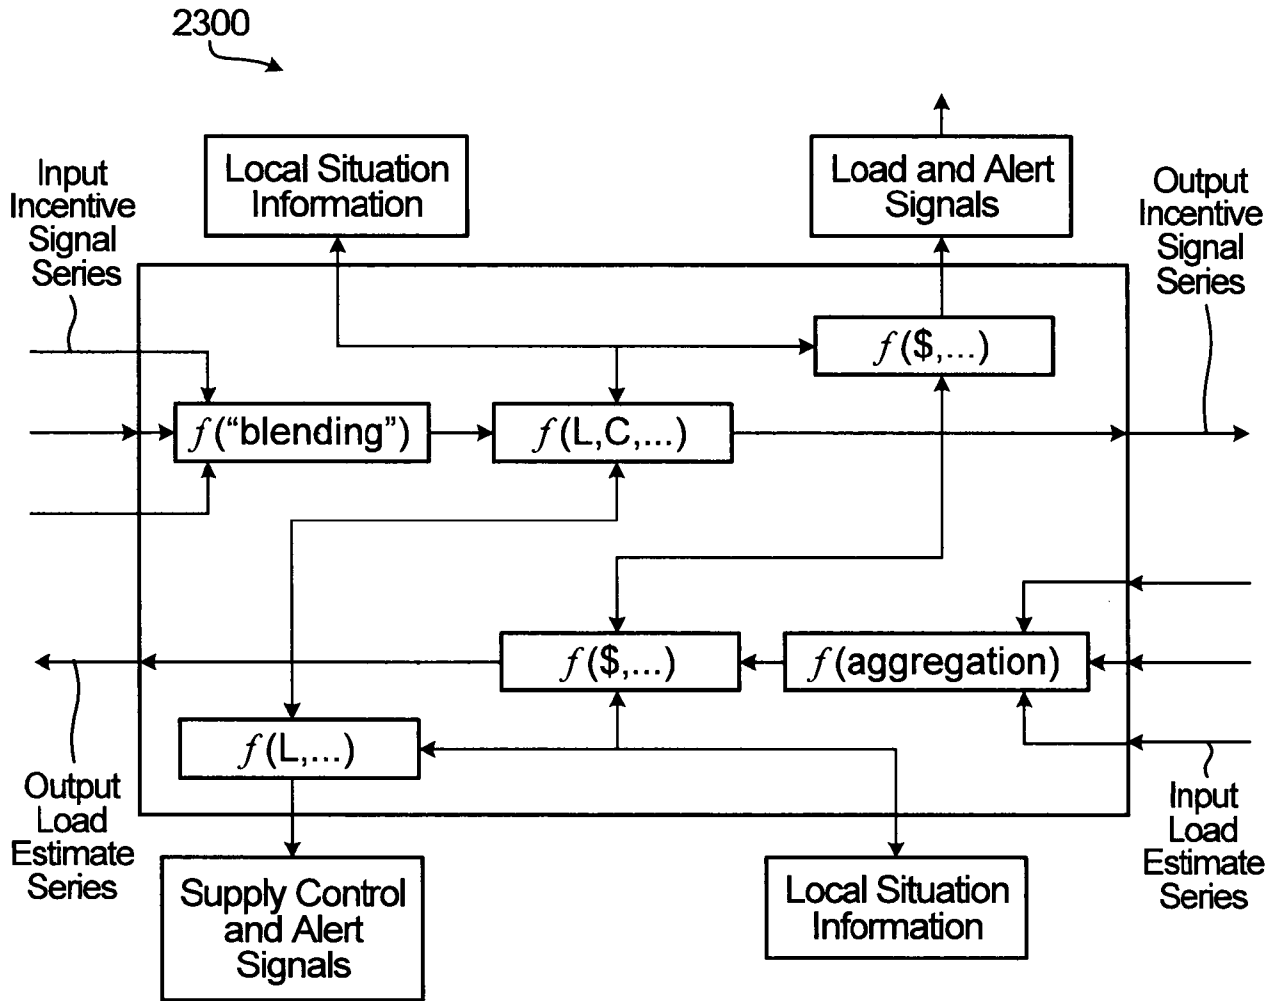 2300
Local Situation
Information
Load and Alert
Signals
Input
Incentive
Signal
Series
Output
Incentive
Signal
Series
f($,...)
f(“blending”)
f(L,C,...)
f($,...)
f(aggregation)
f(L,...)
Output
Load
Estimate
Series
Input
Load
Estimate
Series
Supply Control
and Alert
Signals
Local Situation
Information